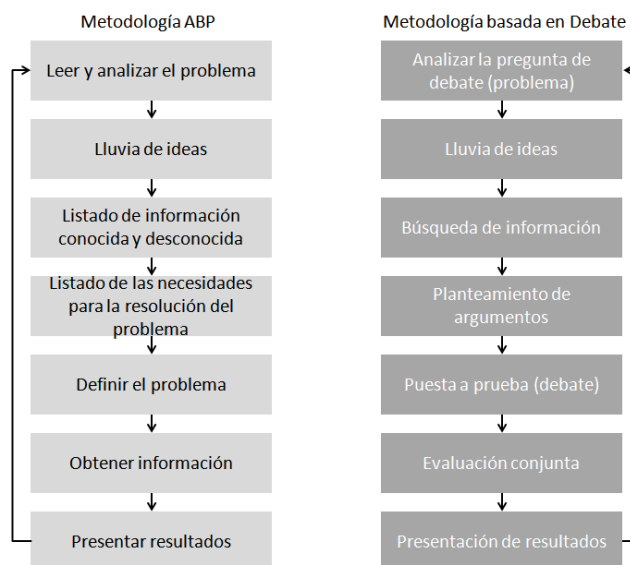 Metodología ABP
Leer y analizar el problema
Lluvia de ideas
Listado de información
conocida y desconocida
Listado de las necesidades
para la resolución del
problema
Definir el problema
Obtener información
Presentar resultados
Metodología basada en Debate
Analizar la pregunta de
debate (problema)
Lluvia de ideas
Búsqueda de información
Planteamiento de
argumentos
Puesta a prueba (debate)
Evaluación conjunta
Presentación de resultados